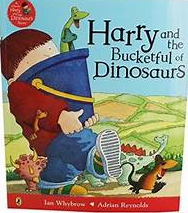 Harry
and the
Bucketful of
Dinosaurs
Ian Whybrow
Adrian Reynolds